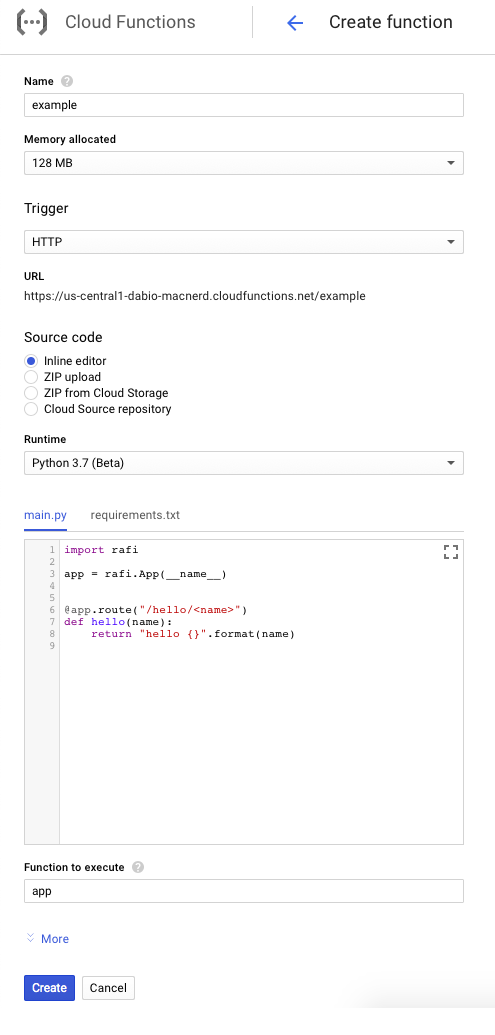 Cloud Functions
Create function
Name
example
Memory allocated
128 MB
Trigger
HTTP
URL
https://us-central1-dabio-macnerd.cloudfunctions.net/example
Source code
Inline editor
ZIP upload
ZIP from Cloud Storage
Cloud Source repository
Runtime
Python 3.7 (Beta)
main.py requirements.txt
1 import rafi
2
3 app = rafi.App(__name__)
4
5
6 @app.route("/hello/<name>")
7 def hello(name):
8     return "hello {}".format(name)
9
Function to execute
app
More
Create Cancel